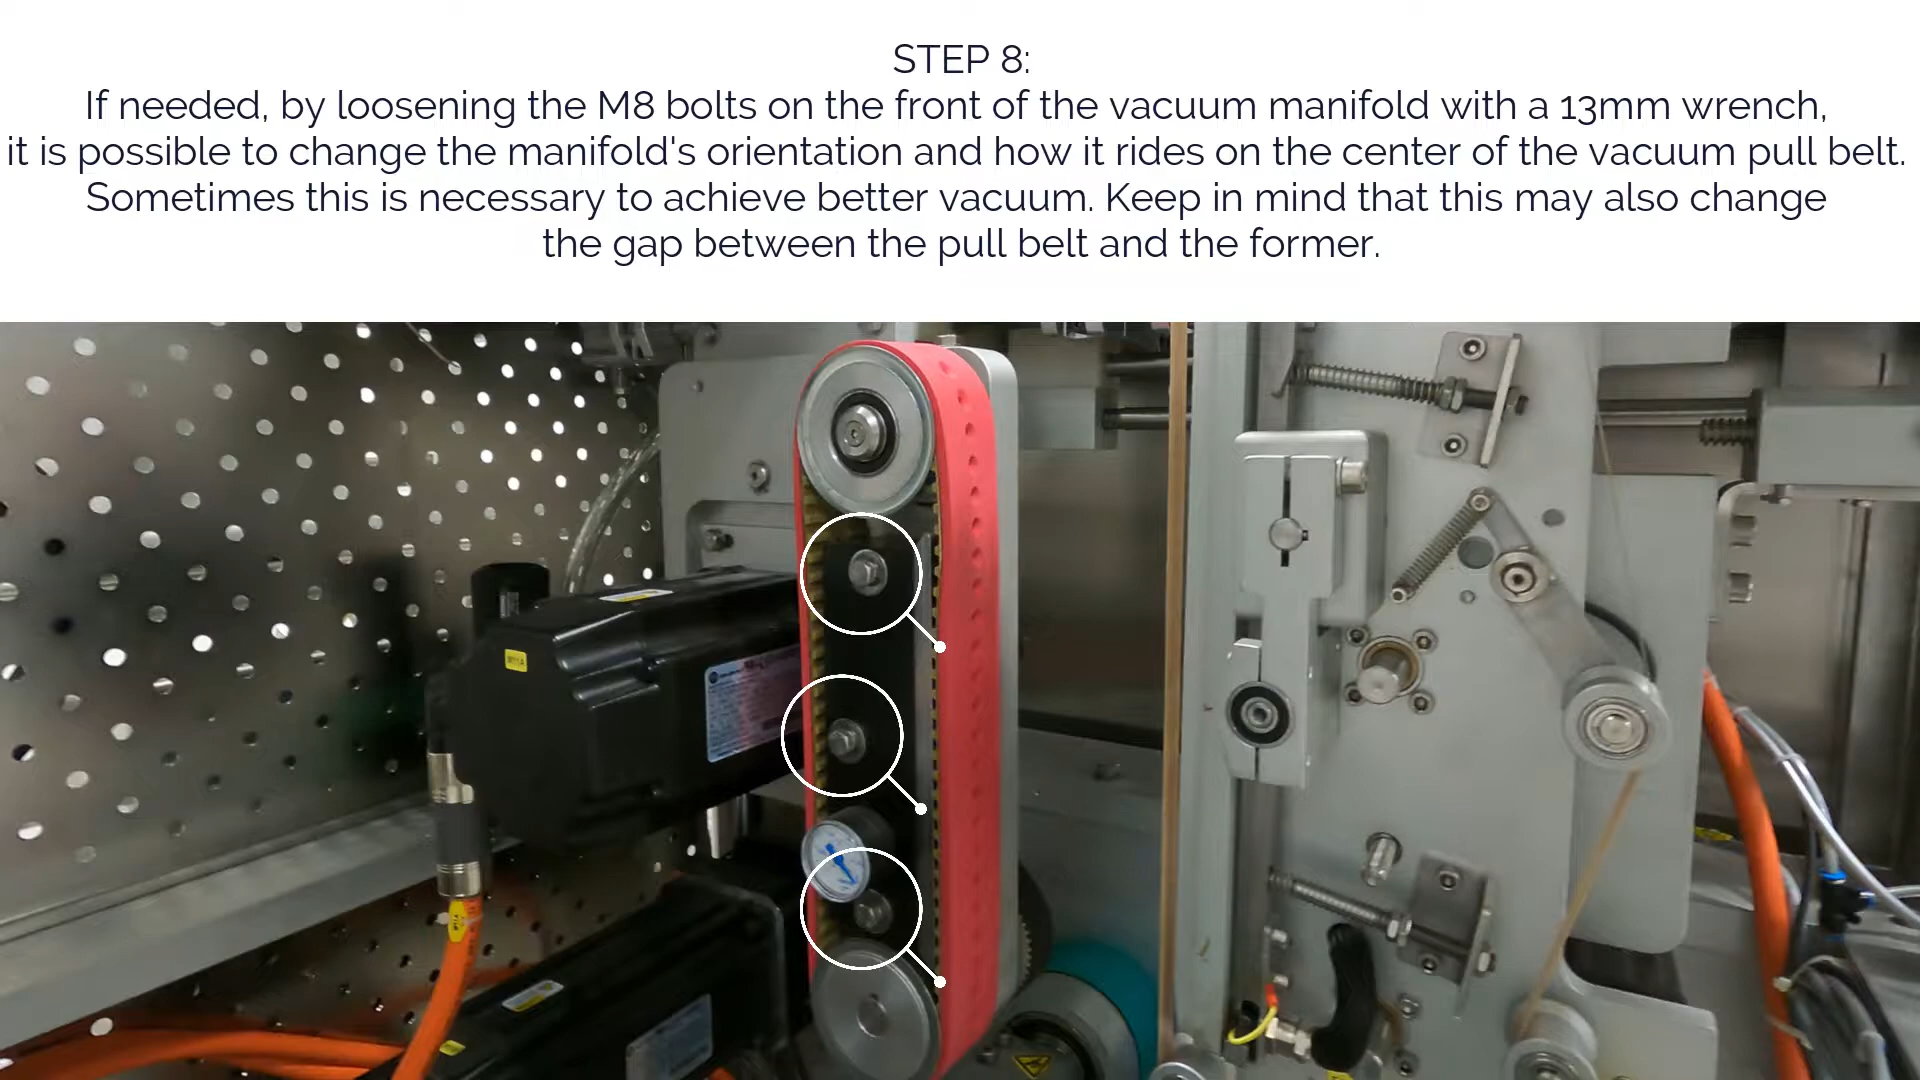 STEP 8:
If needed, by loosening the M8 bolts on the front of the vacuum manifold with a 13mm wrench,
it is possible to change the manifold's orientation and how it rides on the center of the vacuum pull belt.
Sometimes this is necessary to achieve better vacuum. Keep in mind that this may also change
the gap between the pull belt and the former.